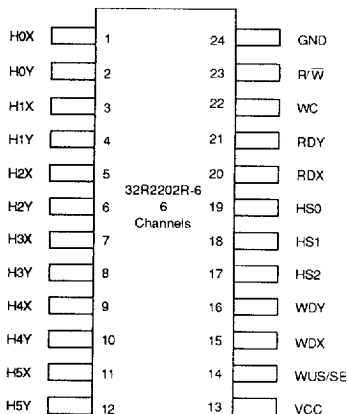 H0X 1 24 GND
H0Y 2 23 R/W̅
H1X 3 22 WC
H1Y 4 21 RDY
H2X 5 20 RDX
32R2202R-6
H2Y 6 6 19 HS0
Channels
H3X 7 18 HS1
H3Y 8 17 HS2
H4X 9 16 WDY
H4Y 10 15 WDX
H5X 11 14 WUS/SE
H5Y 12 13 VCC